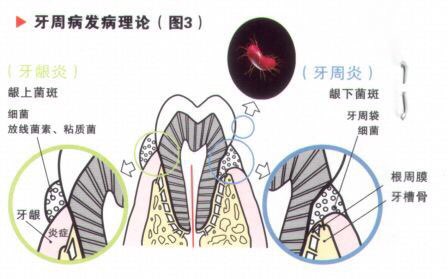 ▶ 牙周病发病理论（图3）
（牙龈炎）
龈上菌斑
细菌
放线菌素、粘质菌
牙龈
炎症
（牙周炎）
龈下菌斑
牙周袋
细菌
根周膜
牙槽骨